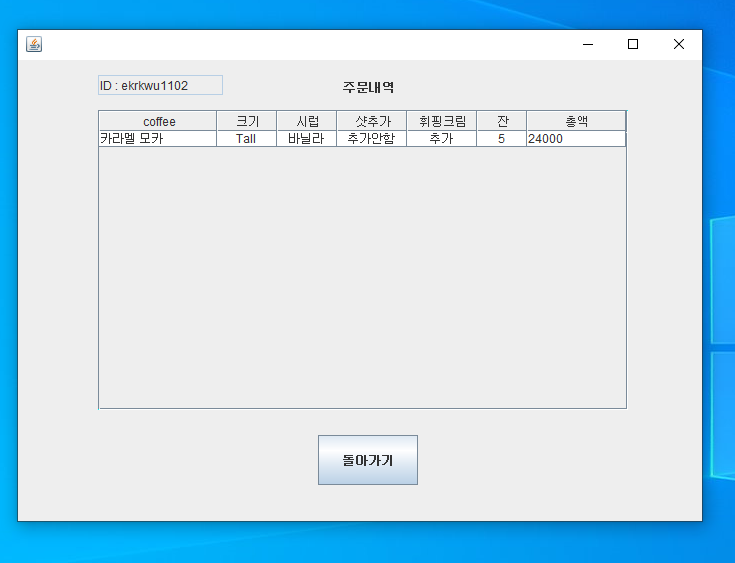 ID : ekrkwu1102
주문내역
coffee 크기 시럽 샷추가 휘핑크림 잔 총액
카라멜 모카 Tall 바닐라 추가안함 추가 5 24000
돌아가기